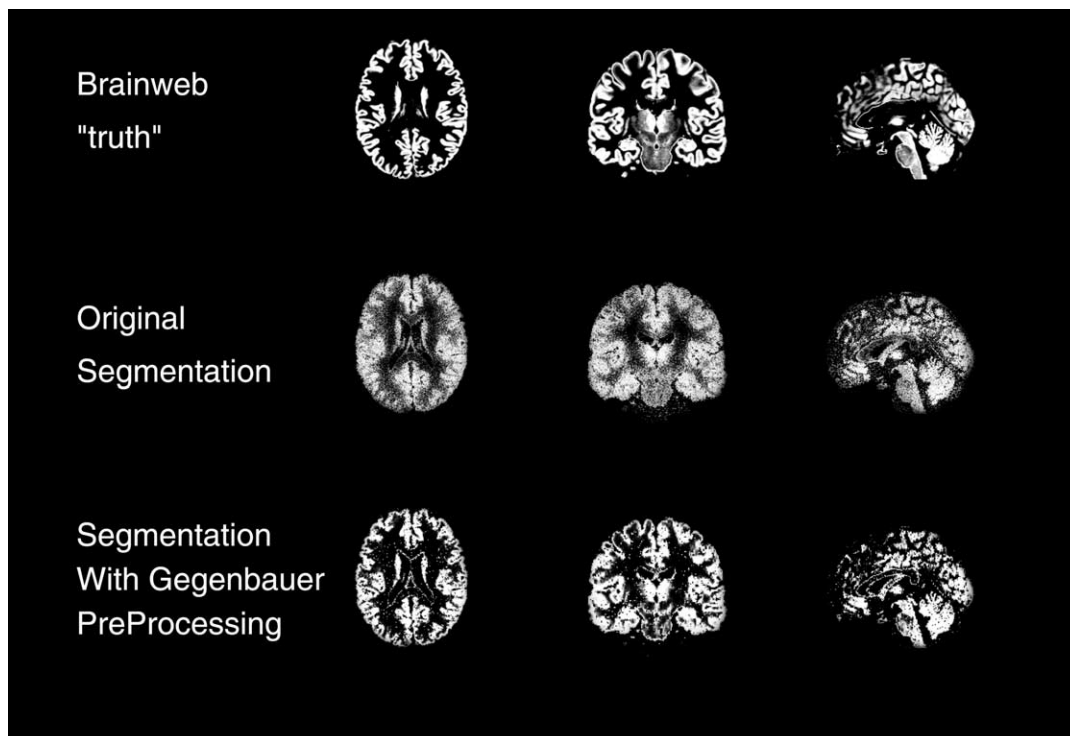 Brainweb
"truth"
Original
Segmentation
Segmentation
With Gegenbauer
PreProcessing